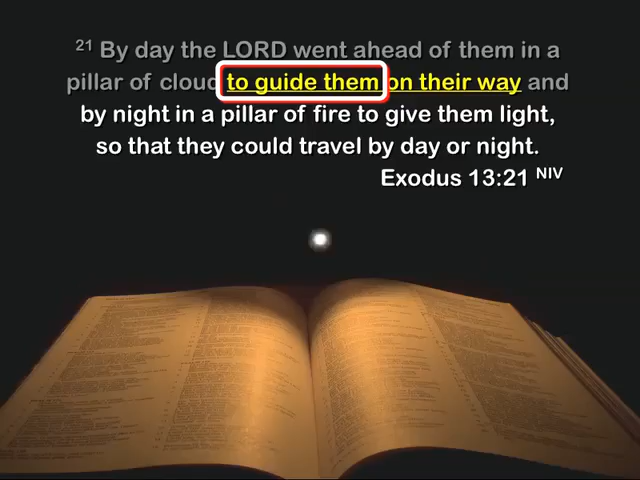 21 By day the LORD went ahead of them in a
pillar of cloud to guide them on their way and
by night in a pillar of fire to give them light,
so that they could travel by day or night.
Exodus 13:21 NIV